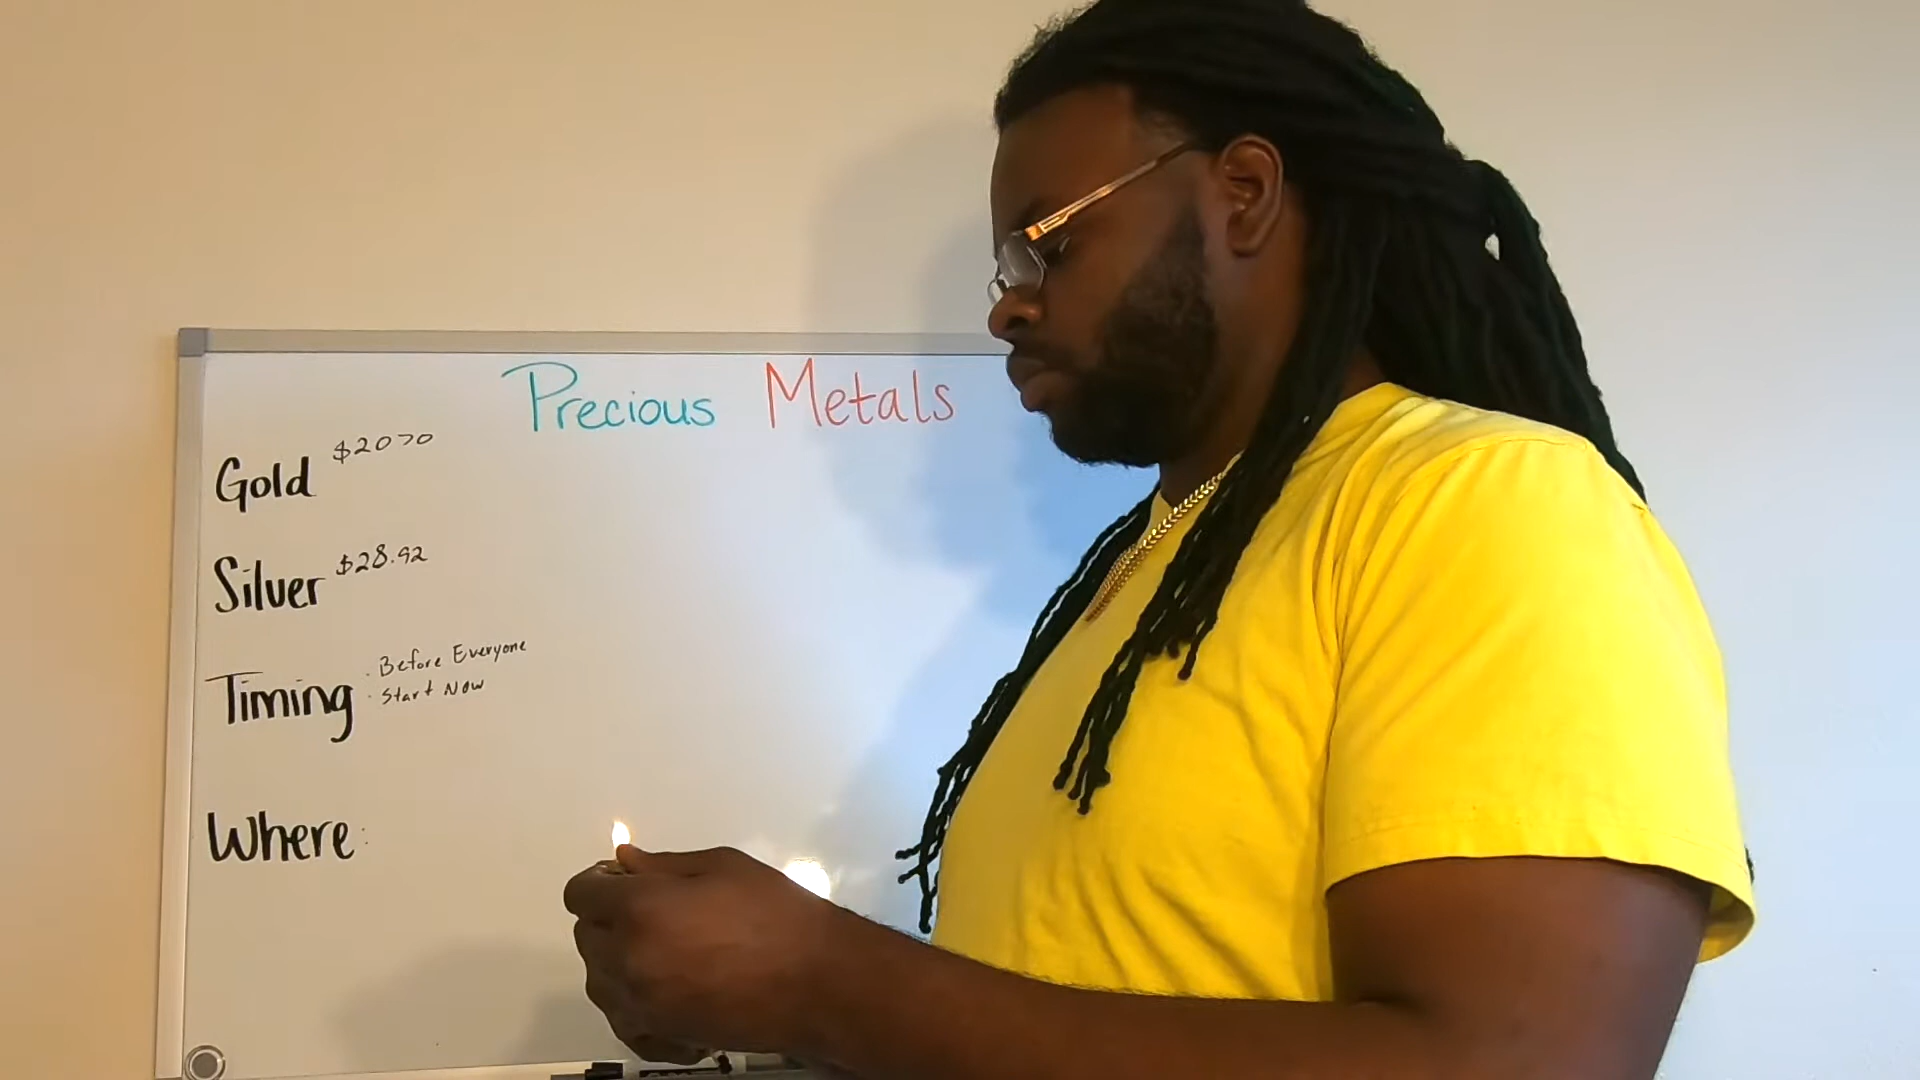 Precious Metals
Gold $2070
Silver $28.92
Timing
· Before Everyone
· Start Now
Where: